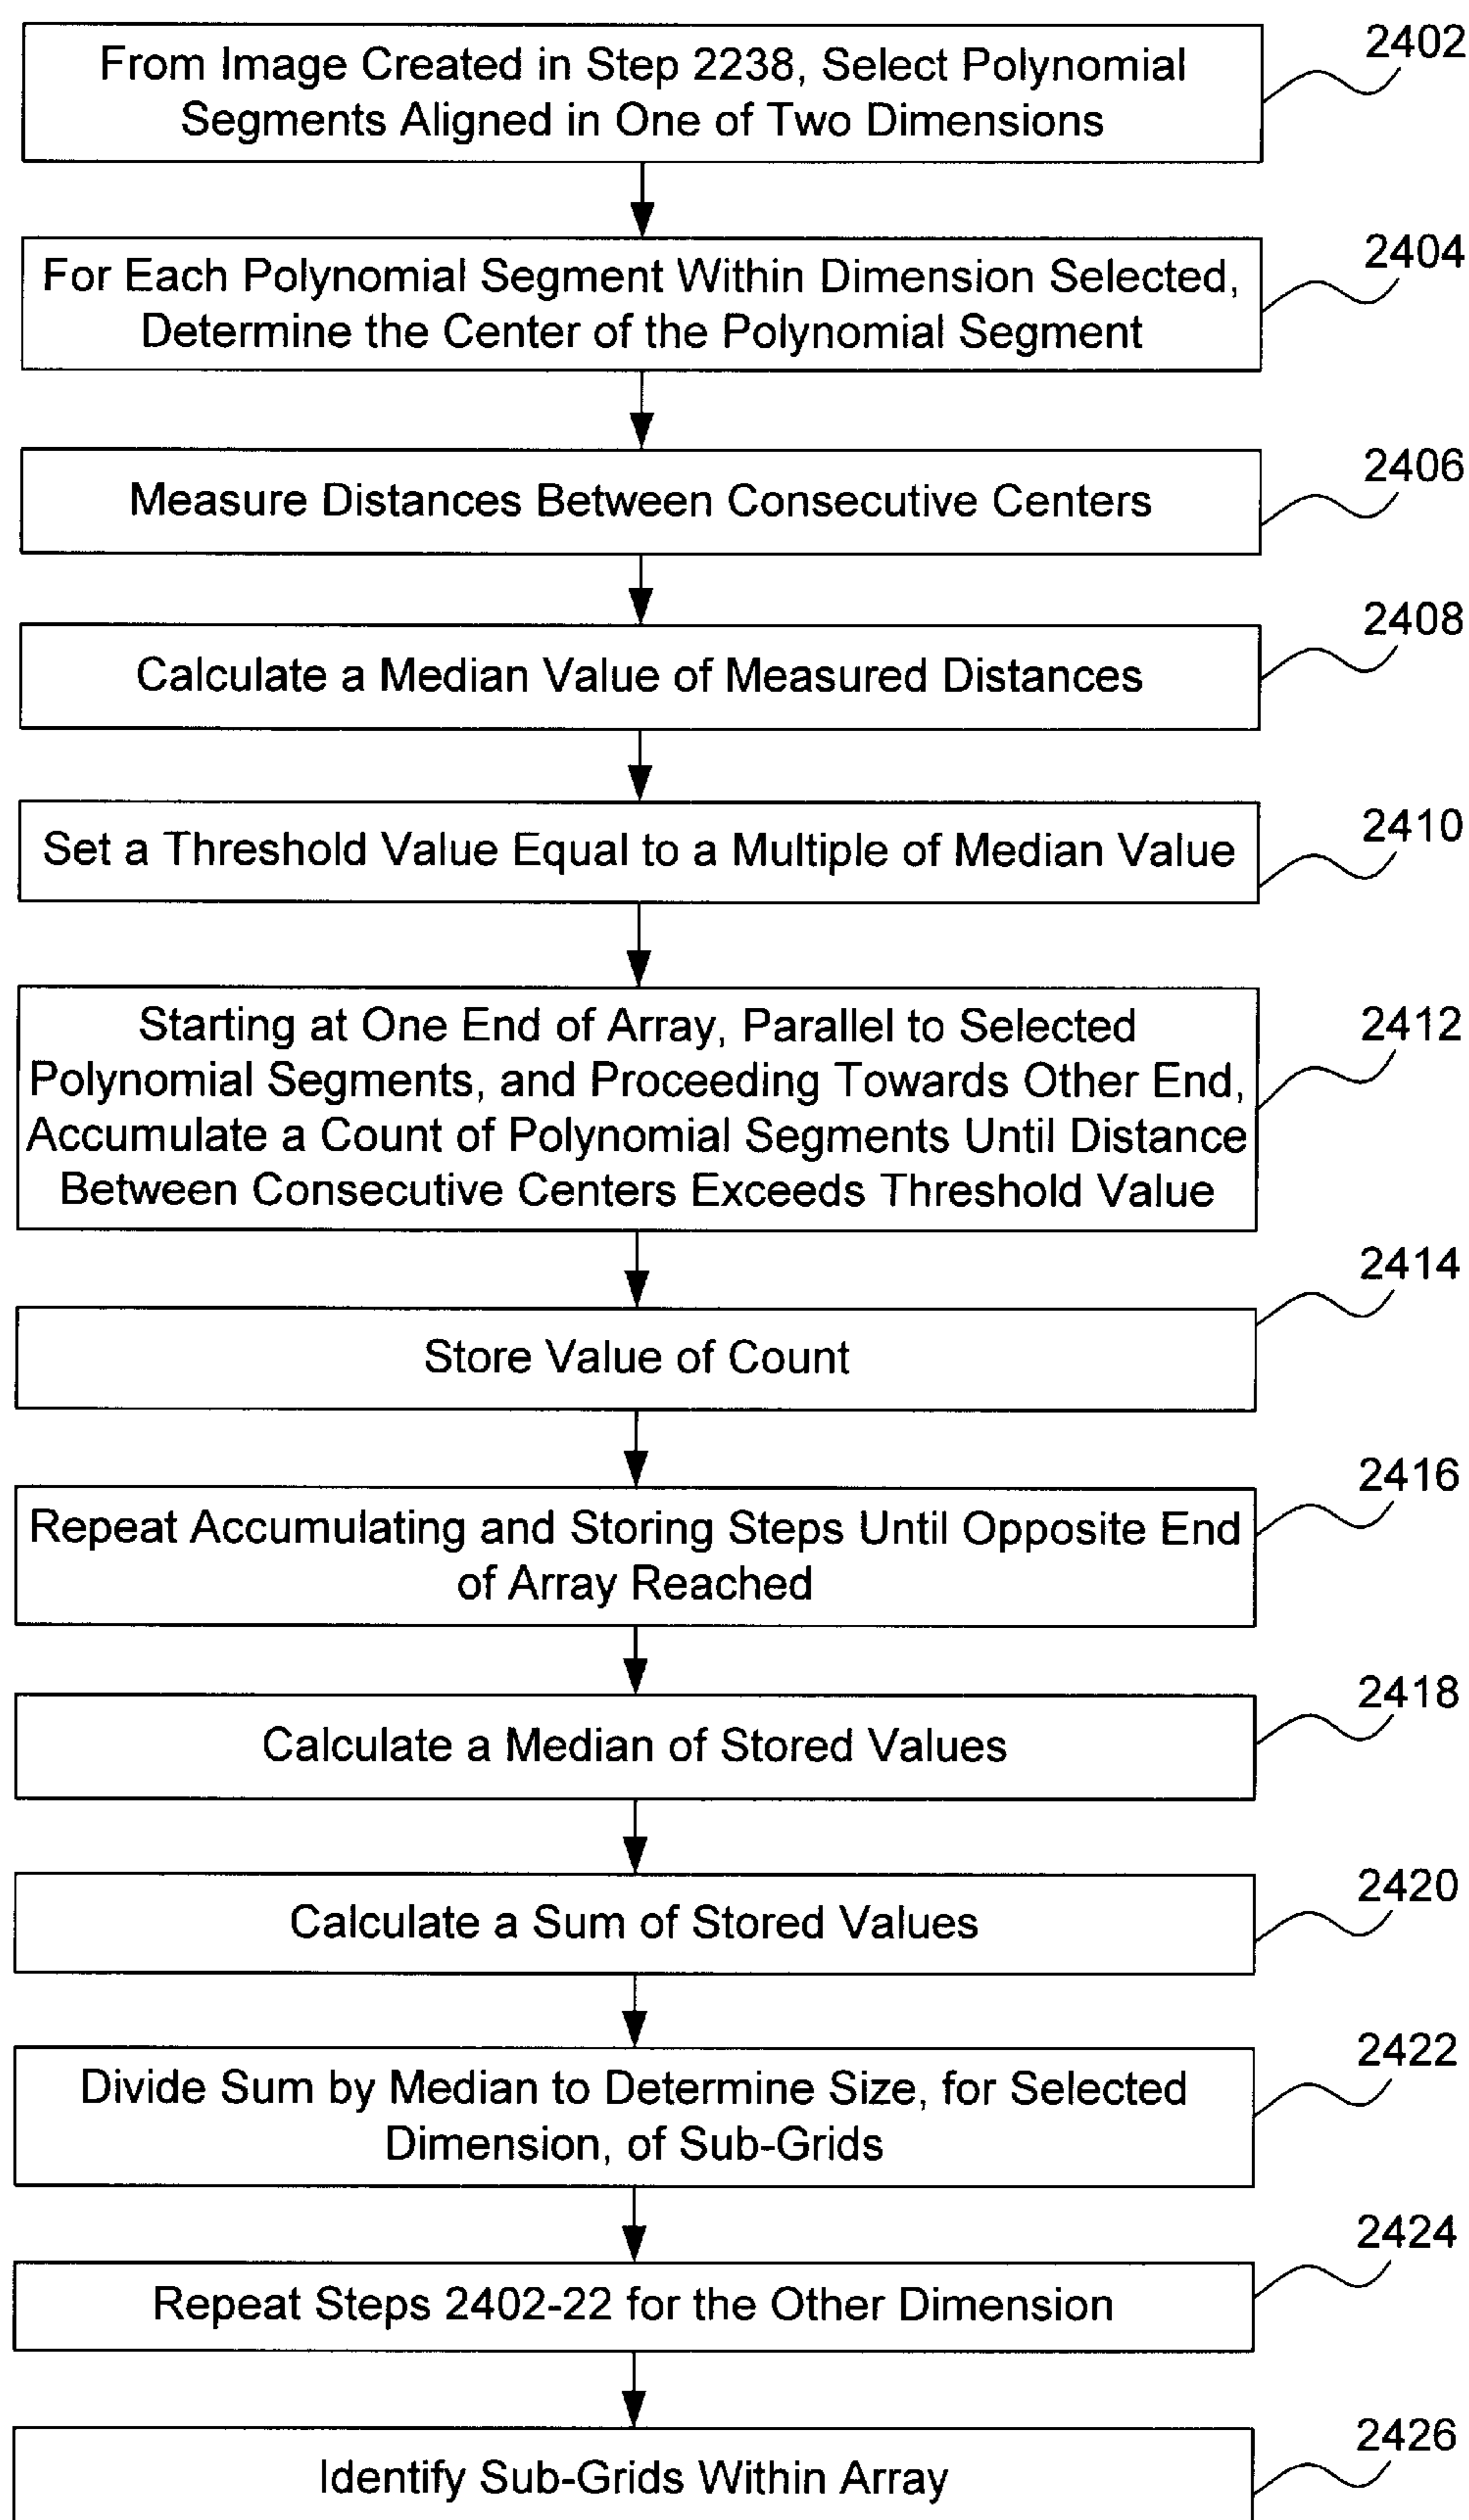 2402
From Image Created in Step 2238, Select Polynomial
Segments Aligned in One of Two Dimensions
2404
For Each Polynomial Segment Within Dimension Selected,
Determine the Center of the Polynomial Segment
2406
Measure Distances Between Consecutive Centers
2408
Calculate a Median Value of Measured Distances
2410
Set a Threshold Value Equal to a Multiple of Median Value
2412
Starting at One End of Array, Parallel to Selected
Polynomial Segments, and Proceeding Towards Other End,
Accumulate a Count of Polynomial Segments Until Distance
Between Consecutive Centers Exceeds Threshold Value
2414
Store Value of Count
2416
Repeat Accumulating and Storing Steps Until Opposite End
of Array Reached
2418
Calculate a Median of Stored Values
2420
Calculate a Sum of Stored Values
2422
Divide Sum by Median to Determine Size, for Selected
Dimension, of Sub-Grids
2424
Repeat Steps 2402-22 for the Other Dimension
2426
Identify Sub-Grids Within Array